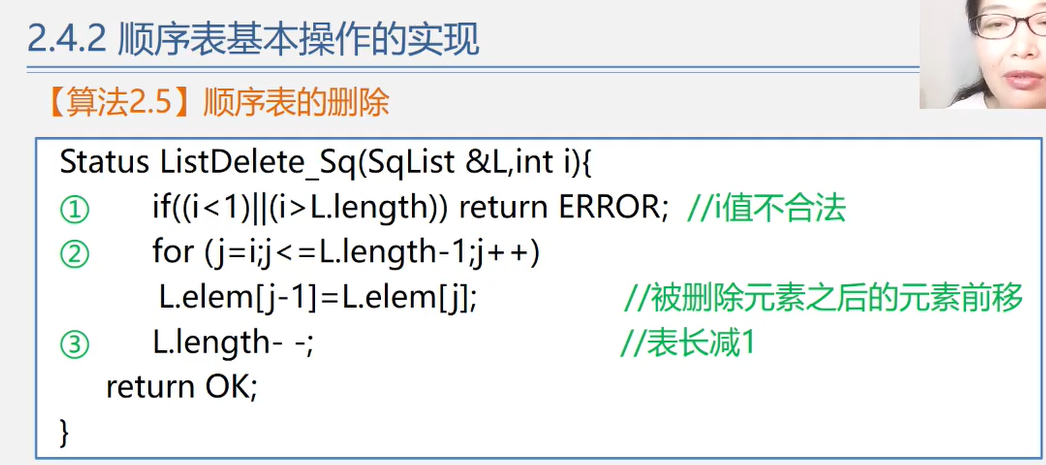 2.4.2 顺序表基本操作的实现
【算法2.5】顺序表的删除
Status ListDelete_Sq(SqList &L,int i){
① if((i<1)||(i>L.length)) return ERROR; //i值不合法
② for (j=i;j<=L.length-1;j++)
L.elem[j-1]=L.elem[j]; //被删除元素之后的元素前移
③ L.length- -; //表长减1
return OK;
}